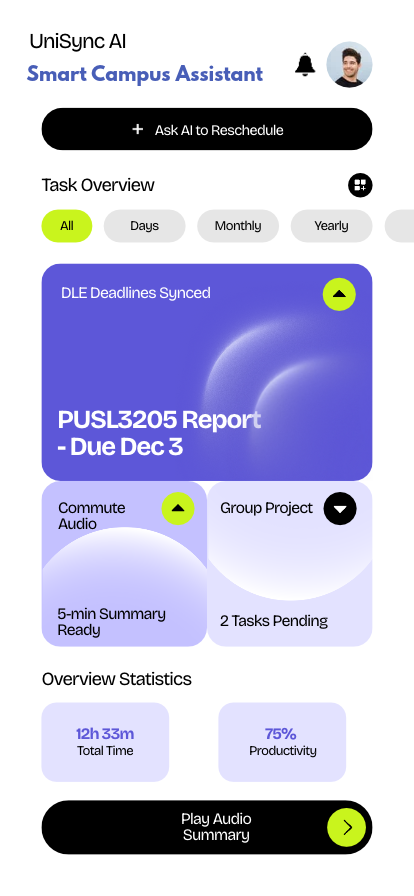 UniSync AI
Smart Campus Assistant
+ Ask AI to Reschedule
Task Overview
All
Days
Monthly
Yearly
DLE Deadlines Synced
PUSL3205 Report
- Due Dec 3
Commute
Audio
5-min Summary
Ready
Group Project
2 Tasks Pending
Overview Statistics
12h 33m
Total Time
75%
Productivity
Play Audio
Summary